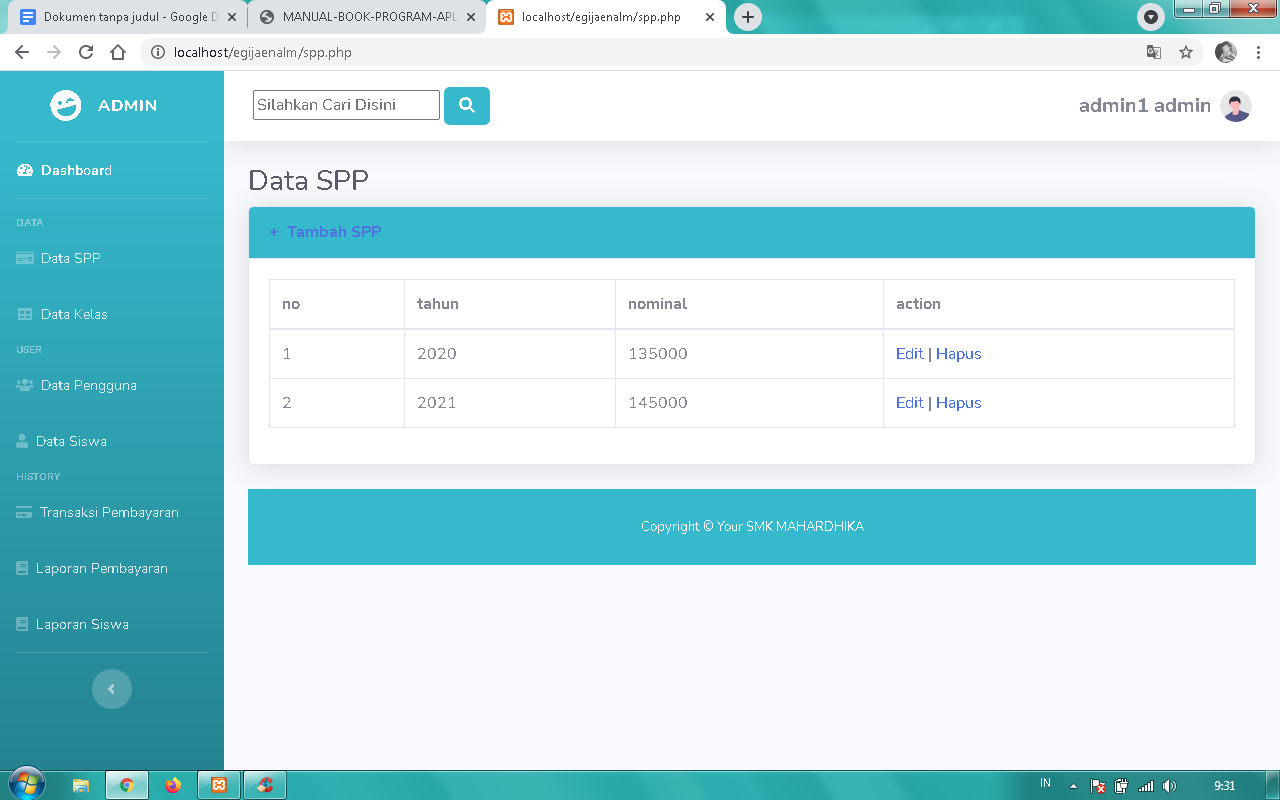 Dokumen tanpa judul - Google D
MANUAL-BOOK-PROGRAM-APL
localhost/egijaenalm/spp.php
localhost/egijaenalm/spp.php
ADMIN
Silahkan Cari Disini
admin1 admin
Dashboard
DATA
Data SPP
Data Kelas
USER
Data Pengguna
Data Siswa
HISTORY
Transaksi Pembayaran
Laporan Pembayaran
Laporan Siswa
Data SPP
+ Tambah SPP
no tahun nominal action
1 2020 135000 Edit | Hapus
2 2021 145000 Edit | Hapus
Copyright © Your SMK MAHARDHIKA
IN 9:31